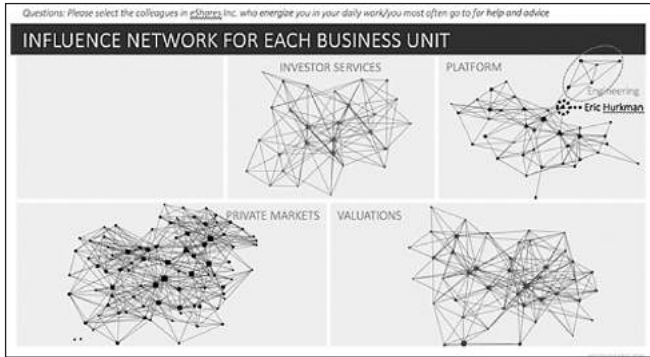 Questions: Please select the colleagues in eShares Inc. who energize you in your daily work/you most often go to for help and advice
INFLUENCE NETWORK FOR EACH BUSINESS UNIT
INVESTOR SERVICES
PLATFORM
Engineering
Eric Hurkman
PRIVATE MARKETS
VALUATIONS